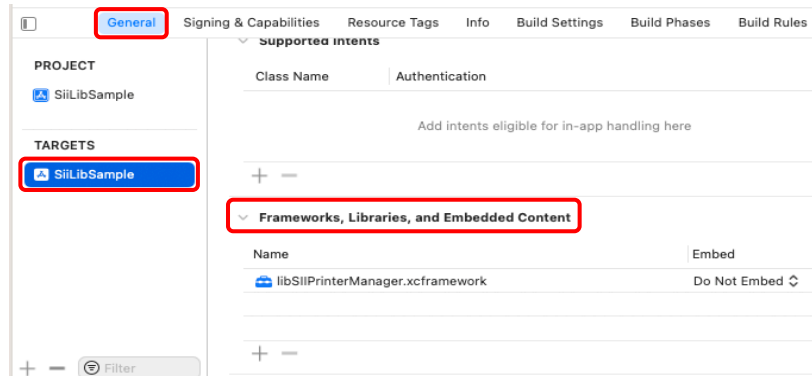 General Signing & Capabilities Resource Tags Info Build Settings Build Phases Build Rules
PROJECT
SiiLibSample
TARGETS
SiiLibSample
Filter
Supported Intents
Class Name Authentication
Add intents eligible for in-app handling here
Frameworks, Libraries, and Embedded Content
Name Embed
libSIIPrinterManager.xcframework Do Not Embed